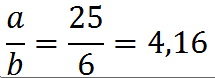 a/b = 25/6 = 4,16